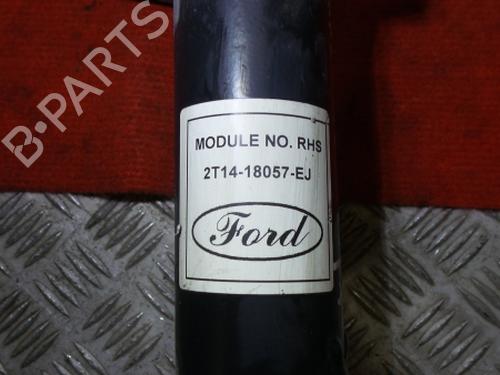 B-PARTS
MODULE NO. RHS
2T14-18057-EJ
Ford